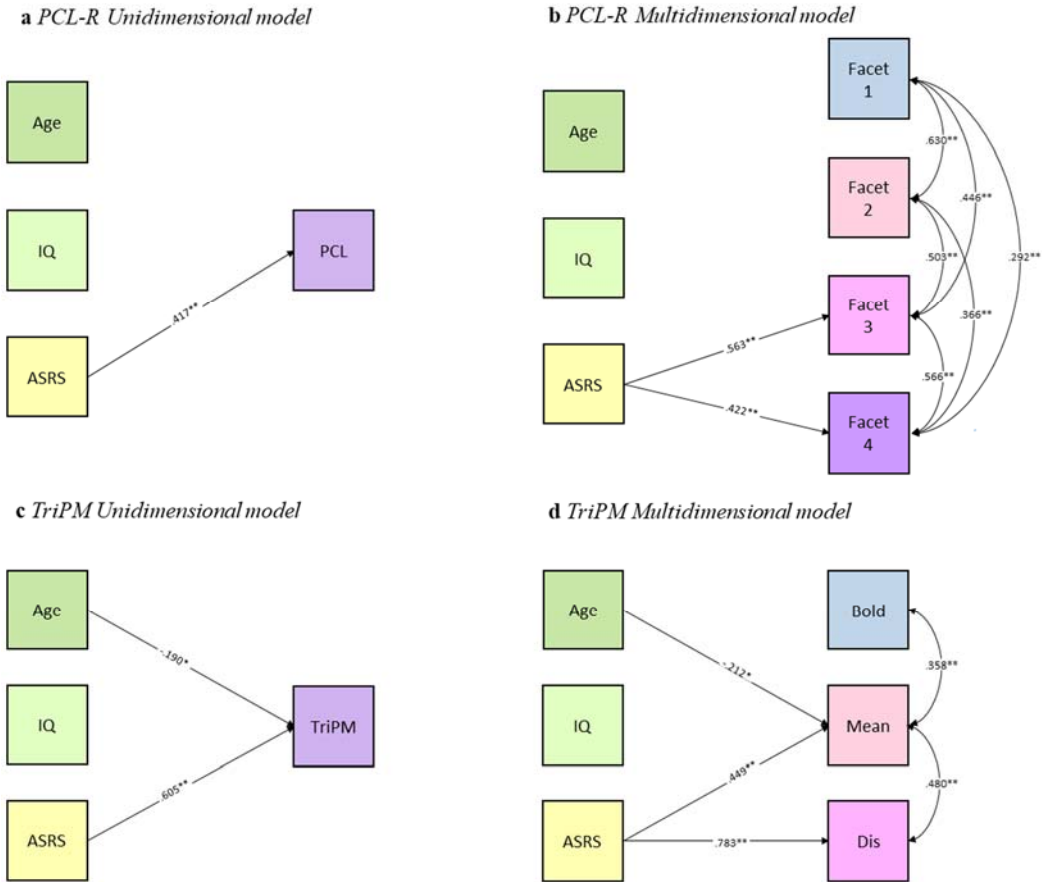 a PCL-R Unidimensional model
Age
IQ
ASRS
PCL
.417**
b PCL-R Multidimensional model
Age
IQ
ASRS
Facet
1
Facet
2
Facet
3
Facet
4
.630**
.446**
.503**
.292**
.366**
.566**
.563**
.422**
c TriPM Unidimensional model
Age
IQ
ASRS
TriPM
-.190*
.605**
d TriPM Multidimensional model
Age
IQ
ASRS
Bold
Mean
Dis
-.212*
.449**
.783**
.358**
.480**